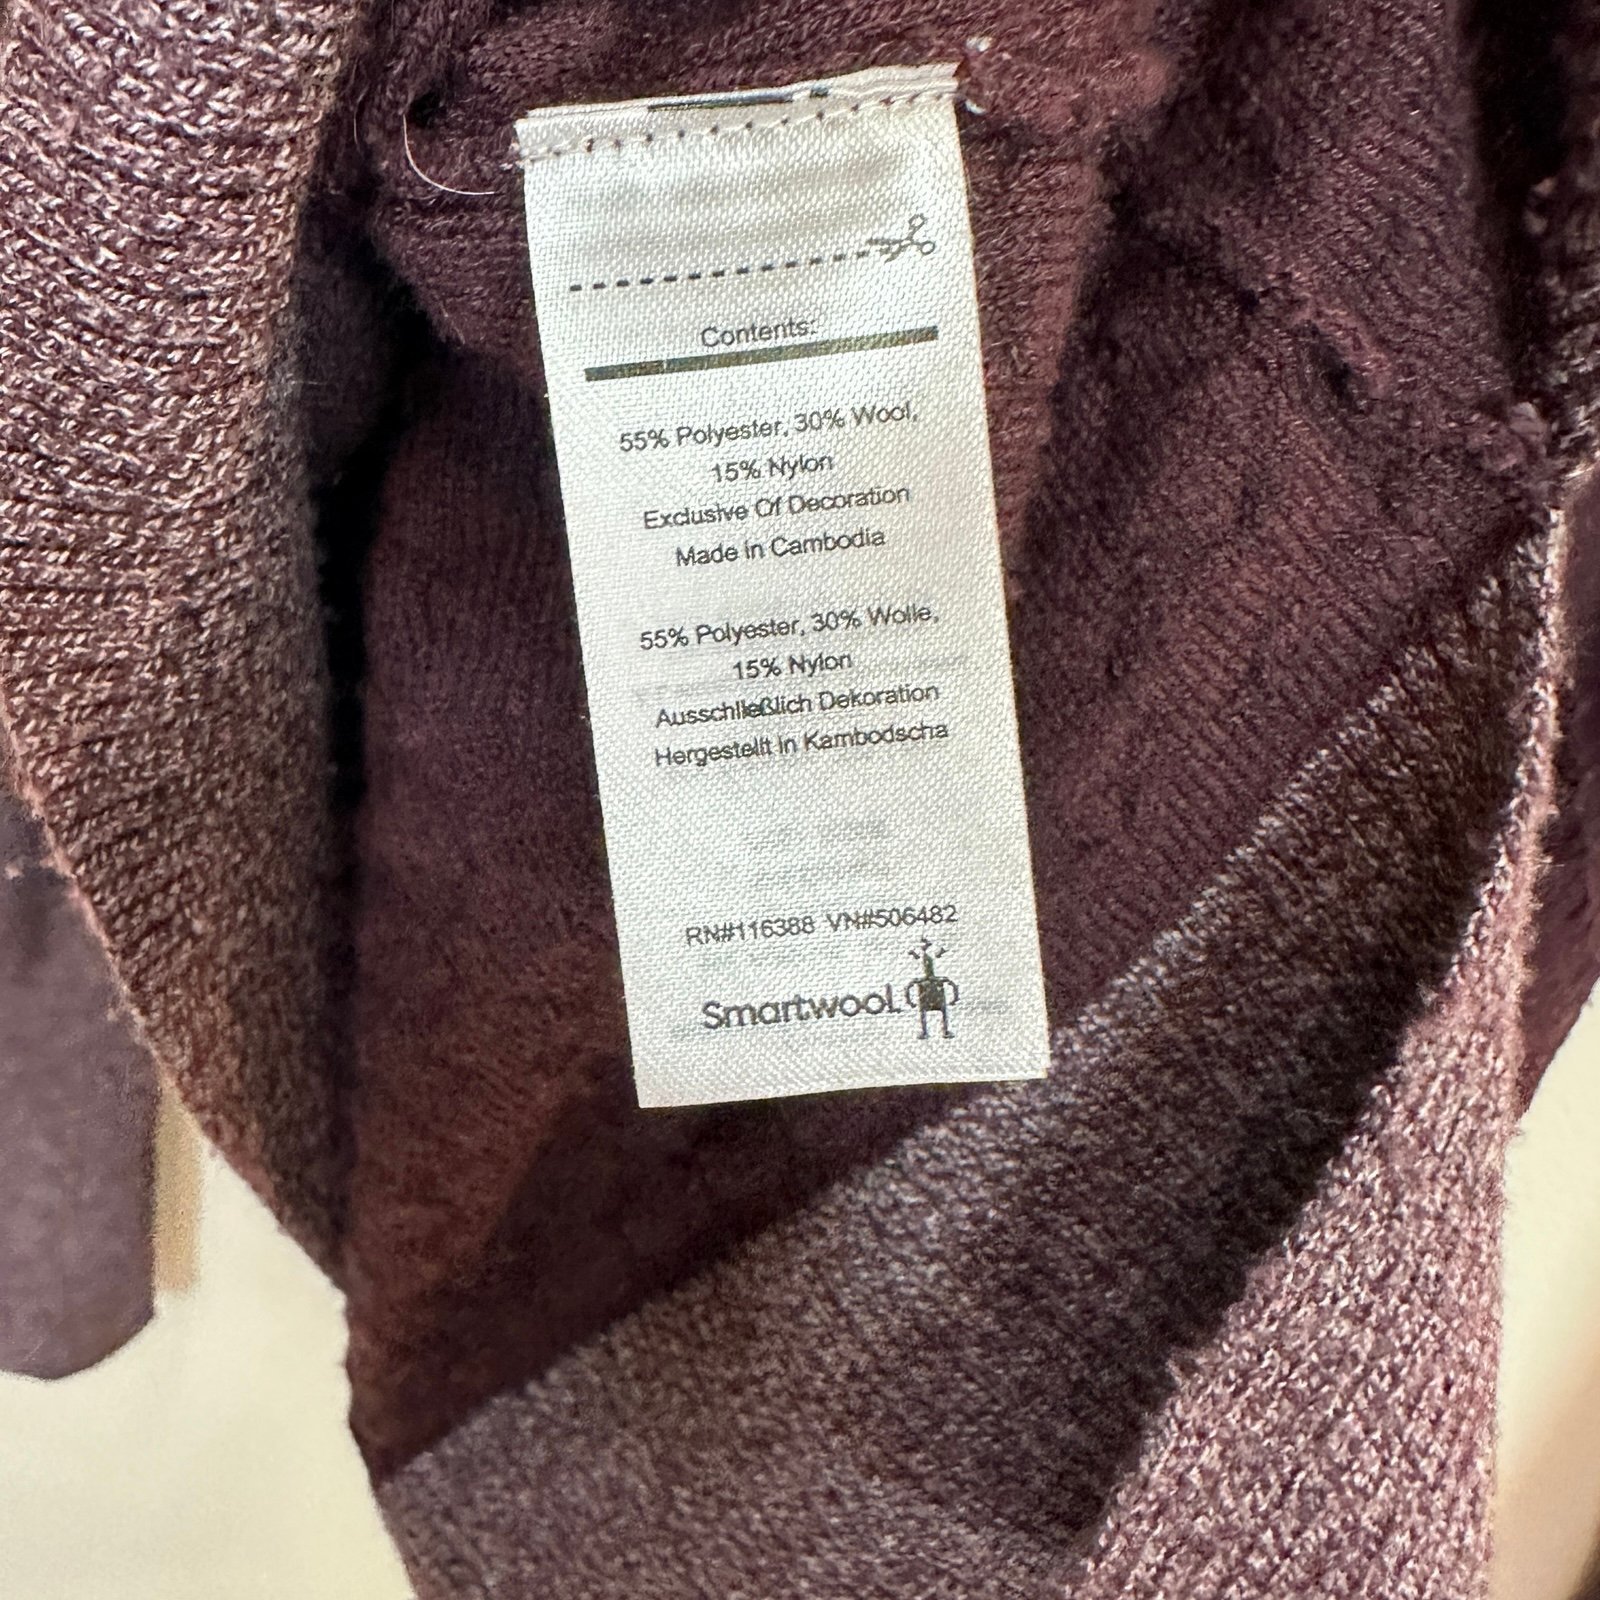 Contents:
55% Polyester, 30% Wool,
15% Nylon
Exclusive Of Decoration
Made in Cambodia
55% Polyester, 30% Wolle,
15% Nylon
Ausschließlich Dekoration
Hergestellt in Kambodscha
RN#116388 VN#506482
Smartwool